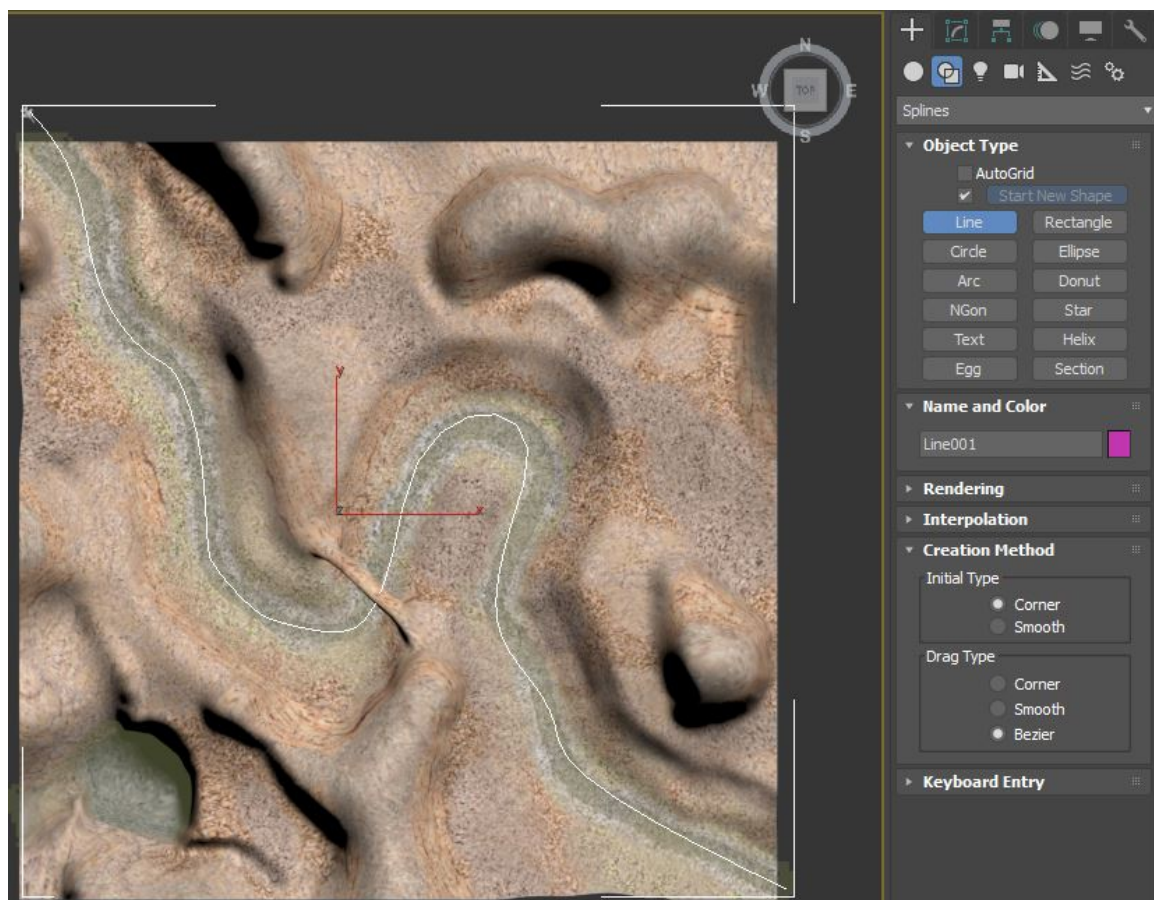 N
W
TOP
E
S
y
z
x
Splines
Object Type
AutoGrid
Start New Shape
Line
Rectangle
Circle
Ellipse
Arc
Donut
NGon
Star
Text
Helix
Egg
Section
Name and Color
Line001
Rendering
Interpolation
Creation Method
Initial Type
Corner
Smooth
Drag Type
Corner
Smooth
Bezier
Keyboard Entry